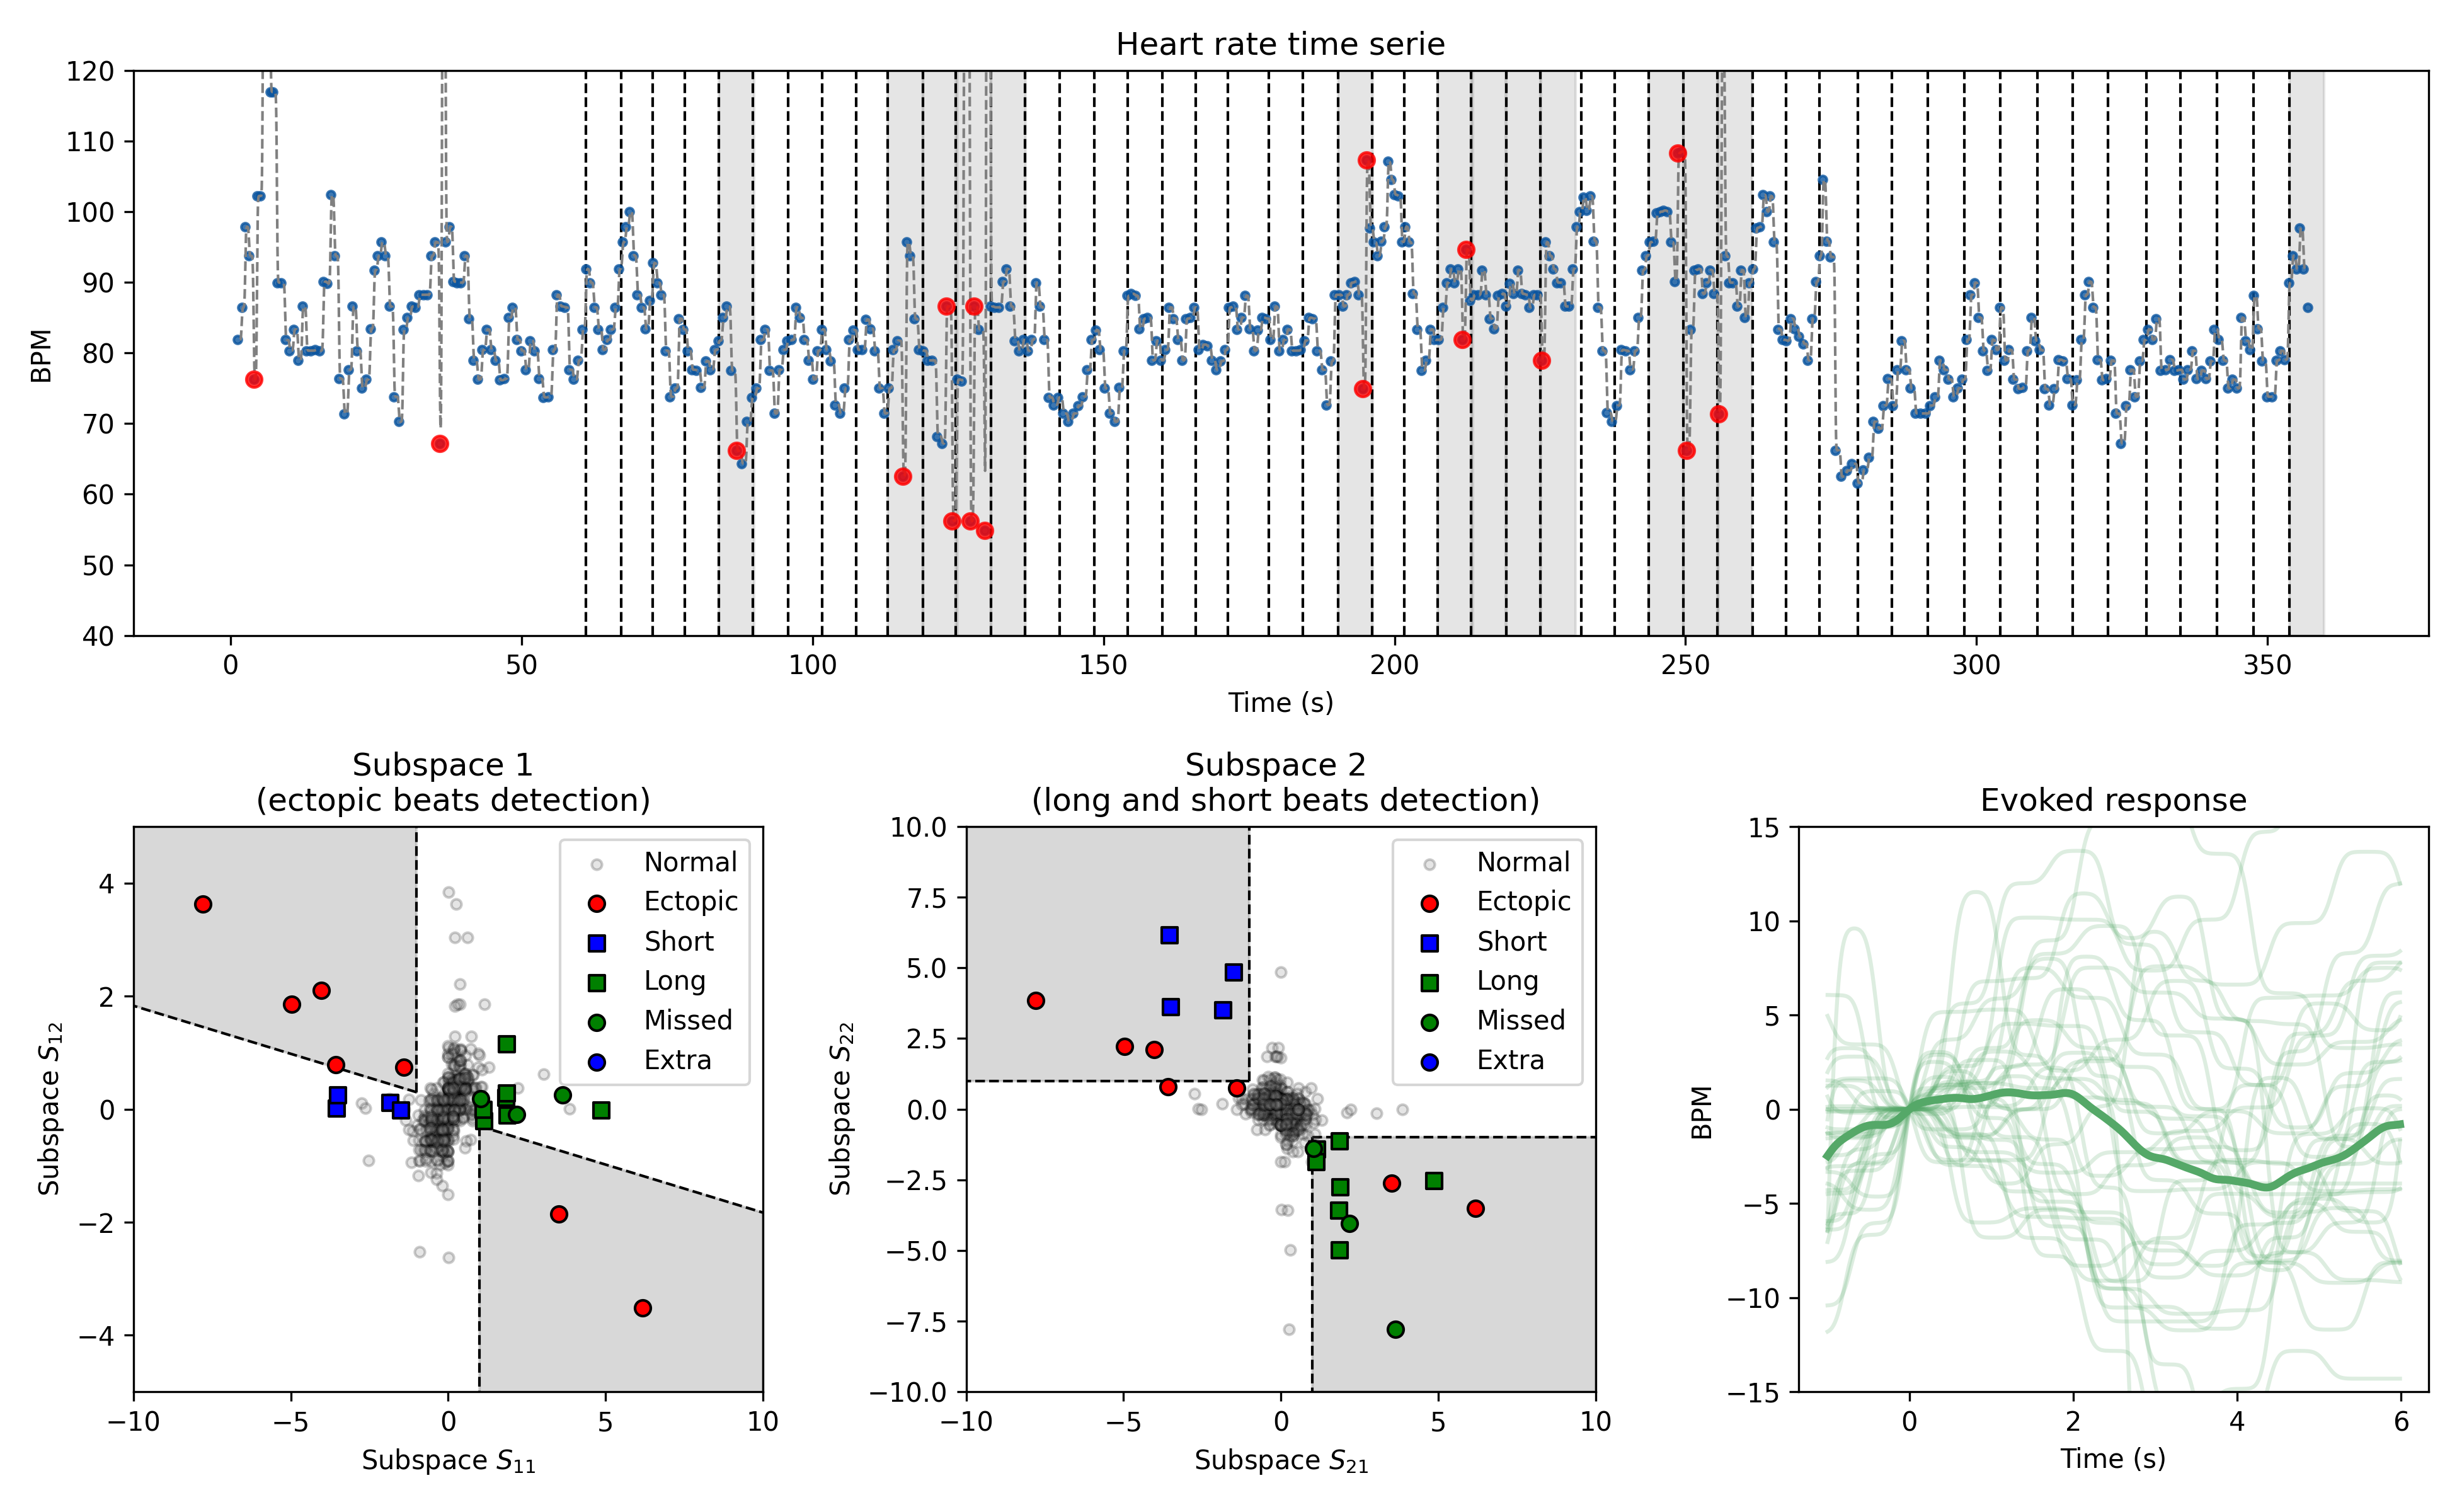 Heart rate time serie
120
110
100
90
80
70
60
50
40
BPM
0 50 100 150 200 250 300 350
Time (s)
Subspace 1
(ectopic beats detection)
4
2
0
−2
−4
Subspace S12
−10 −5 0 5 10
Subspace S11
Normal
Ectopic
Short
Long
Missed
Extra
Subspace 2
(long and short beats detection)
10.0
7.5
5.0
2.5
0.0
−2.5
−5.0
−7.5
−10.0
Subspace S22
−10 −5 0 5 10
Subspace S21
Normal
Ectopic
Short
Long
Missed
Extra
Evoked response
15
10
5
0
−5
−10
−15
BPM
0 2 4 6
Time (s)